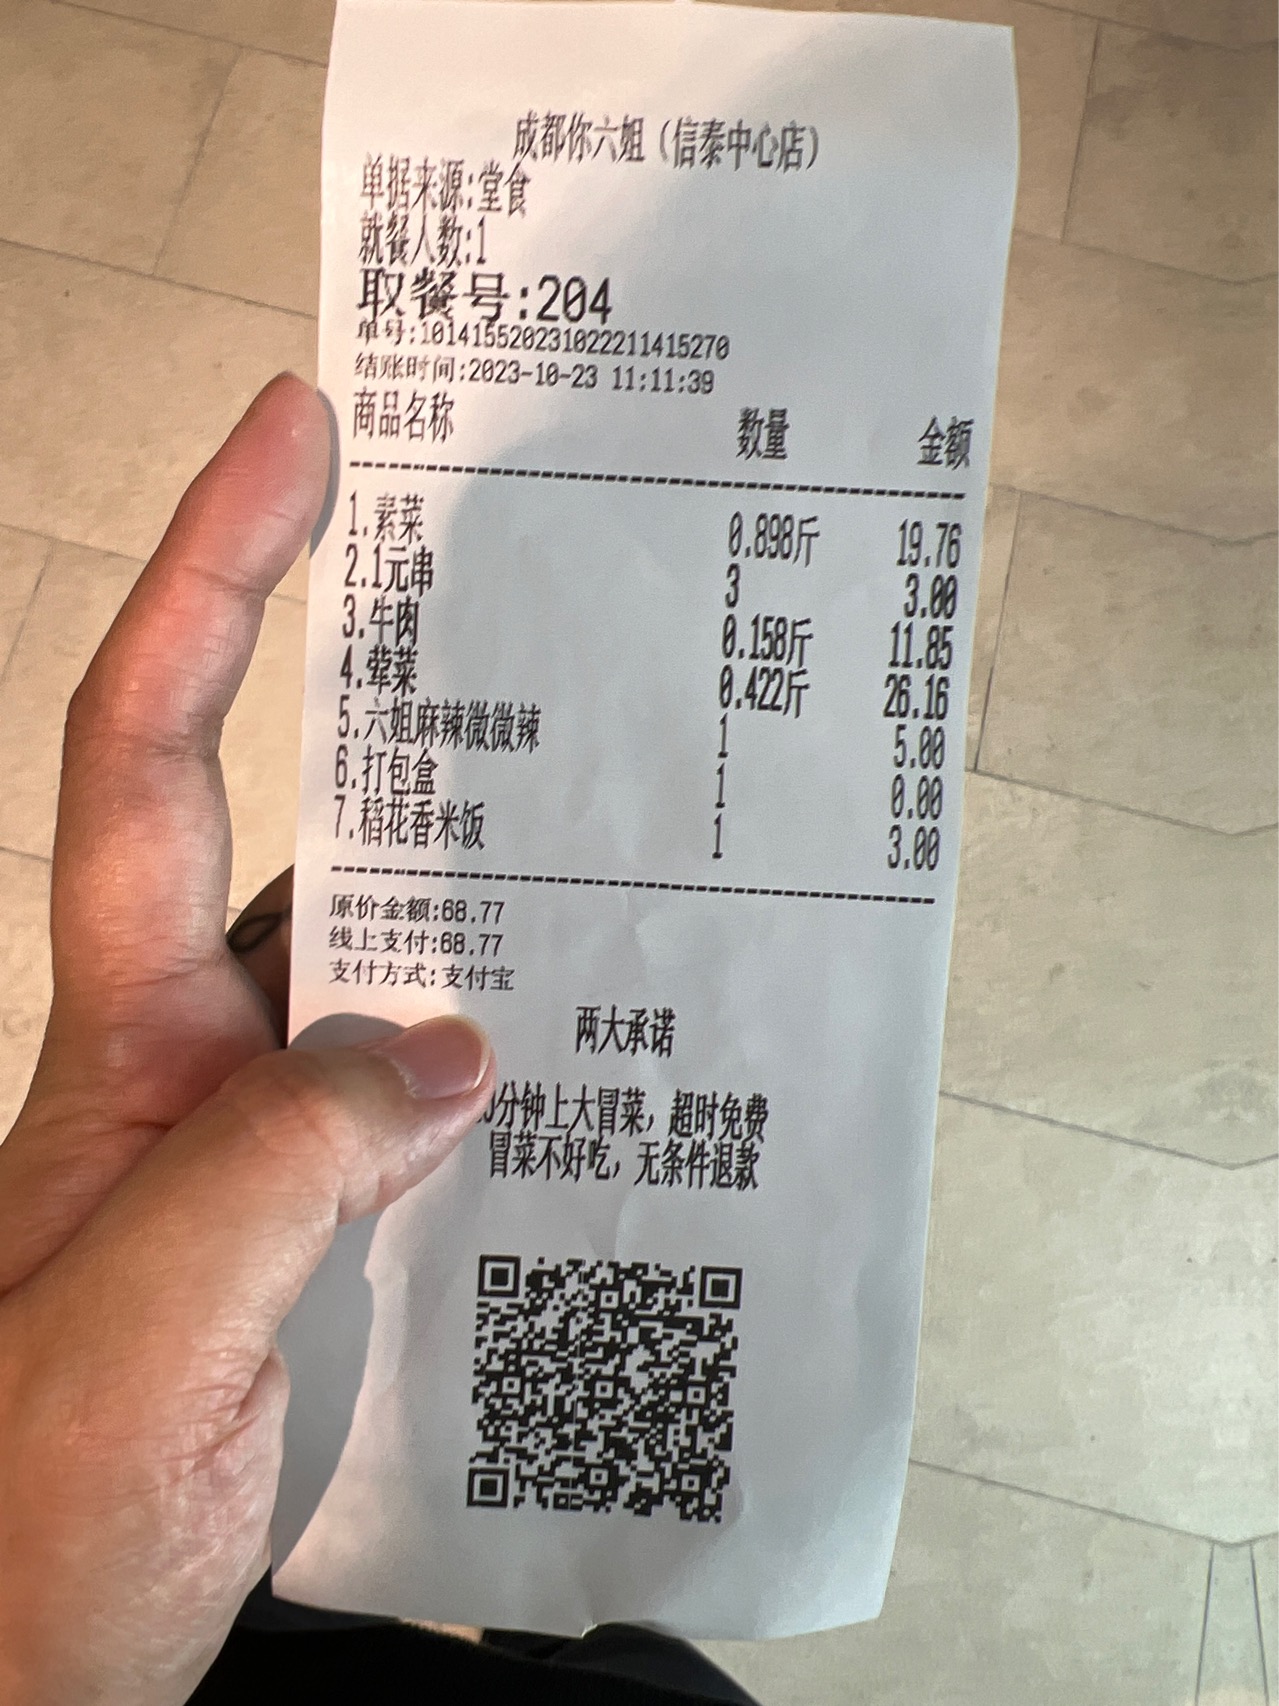 成都你六姐（信泰中心店）
单据来源:堂食
就餐人数:1
取餐号:204
单号:101415520231022211415270
结账时间:2023-10-23 11:11:39
商品名称 数量 金额
1.素菜 0.898斤 19.76
2.1元串 3 3.00
3.牛肉 0.158斤 11.85
4.荤菜 0.422斤 26.16
5.六姐麻辣微微辣 1 5.00
6.打包盒 1 0.00
7.稻花香米饭 1 3.00
原价金额:68.77
线上支付:68.77
支付方式:支付宝
两大承诺
分钟上大冒菜，超时免费
冒菜不好吃，无条件退款